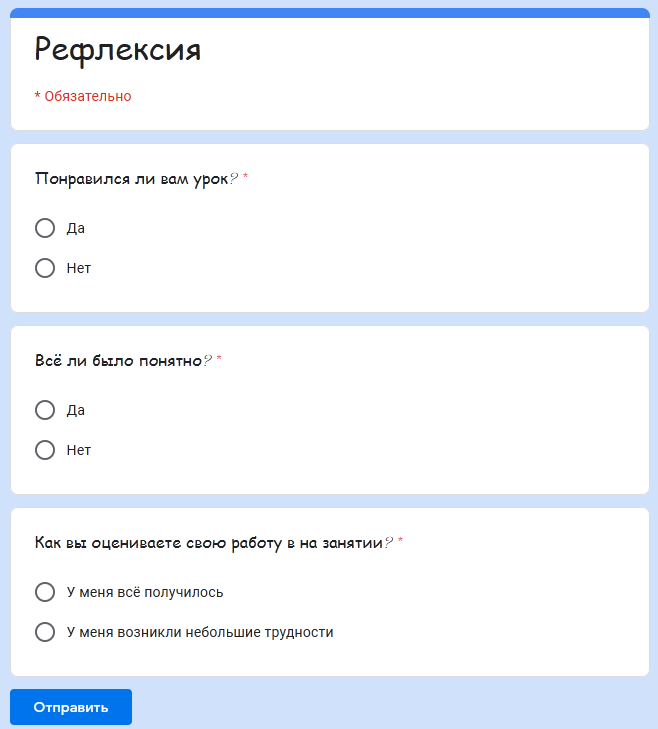 Рефлексия
* Обязательно
Понравился ли вам урок? *
Да
Нет
Всё ли было понятно? *
Да
Нет
Как вы оцениваете свою работу в на занятии? *
У меня всё получилось
У меня возникли небольшие трудности
Отправить